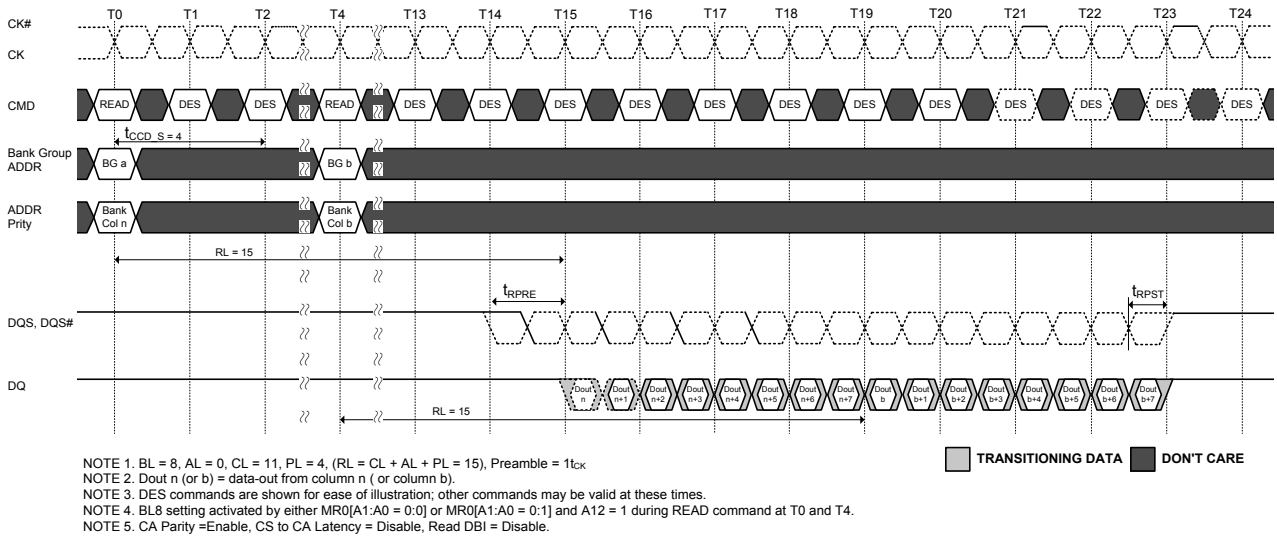 T0 T1 T2 T4 T13 T14 T15 T16 T17 T18 T19 T20 T21 T22 T23 T24
CK#
CK
CMD READ DES DES READ DES DES DES DES DES DES DES DES DES DES DES DES
tCCD_S = 4
Bank Group
ADDR
BG a BG b
ADDR
Prity
Bank
Col n
Bank
Col b
RL = 15
tRPRE
tRPST
DQS, DQS#
DQ
Dout
n
Dout
n+1
Dout
n+2
Dout
n+3
Dout
n+4
Dout
n+5
Dout
n+6
Dout
n+7
Dout
b
Dout
b+1
Dout
b+2
Dout
b+3
Dout
b+4
Dout
b+5
Dout
b+6
Dout
b+7
RL = 15
TRANSITIONING DATA DON'T CARE
NOTE 1. BL = 8, AL = 0, CL = 11, PL = 4, (RL = CL + AL + PL = 15), Preamble = 1tCK
NOTE 2. Dout n (or b) = data-out from column n ( or column b).
NOTE 3. DES commands are shown for ease of illustration; other commands may be valid at these times.
NOTE 4. BL8 setting activated by either MR0[A1:A0 = 0:0] or MR0[A1:A0 = 0:1] and A12 = 1 during READ command at T0 and T4.
NOTE 5. CA Parity =Enable, CS to CA Latency = Disable, Read DBI = Disable.